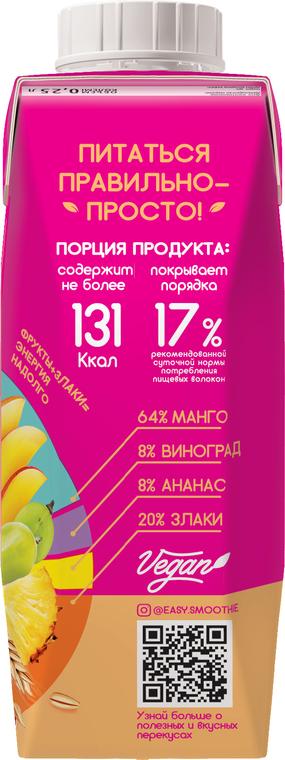 0,25 л
ПИТАТЬСЯ
ПРАВИЛЬНО-
ПРОСТО!
ПОРЦИЯ ПРОДУКТА:
содержит
не более
131
Ккал
покрывает
порядка
17%
рекомендованной
суточной нормы
потребления
пищевых волокон
ФРУКТЫ+ЗЛАКИ=
ЭНЕРГИЯ
НАДОЛГО
64% МАНГО
8% ВИНОГРАД
8% АНАНАС
20% ЗЛАКИ
Vegan
@EASY.SMOOTHIE
Узнай больше о
полезных и вкусных
перекусах